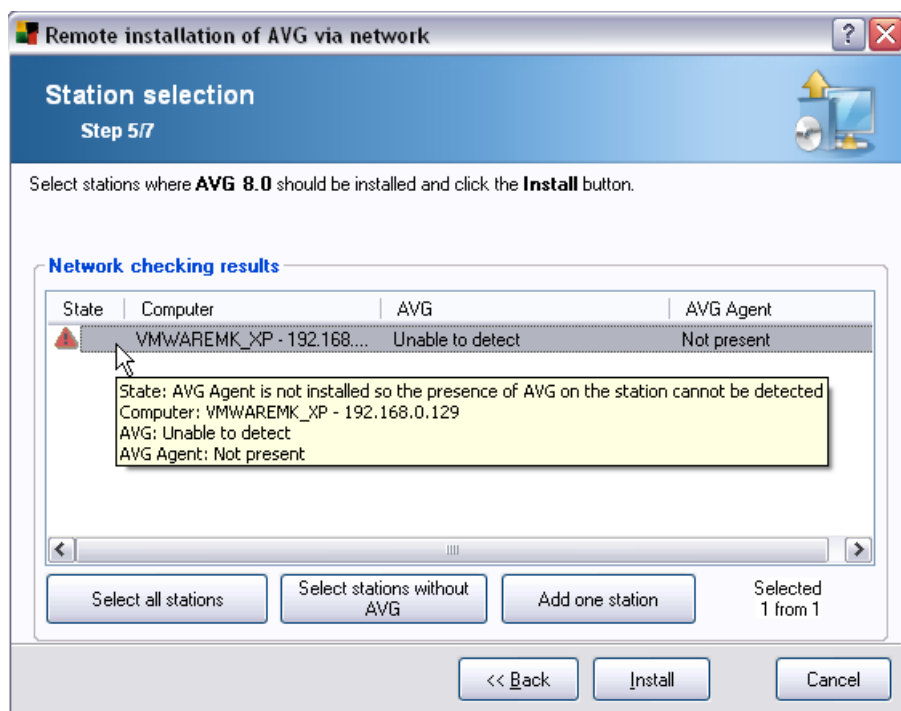 Remote installation of AVG via network
Station selection
Step 5/7
Select stations where AVG 8.0 should be installed and click the Install button.
Network checking results
State Computer AVG AVG Agent
VMWAREMK_XP - 192.168.... Unable to detect Not present
State: AVG Agent is not installed so the presence of AVG on the station cannot be detected
Computer: VMWAREMK_XP - 192.168.0.129
AVG: Unable to detect
AVG Agent: Not present
Select all stations
Select stations without
AVG
Add one station
Selected
1 from 1
<< Back Install Cancel